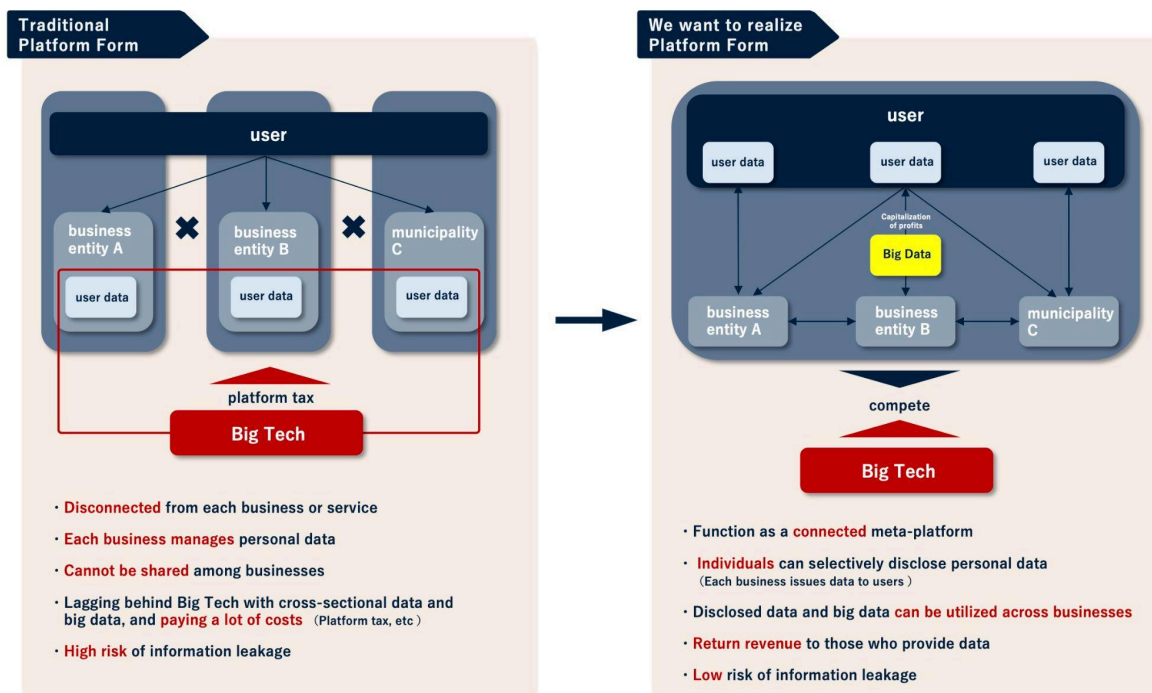 Traditional
Platform Form
user
business
entity A
business
entity B
municipality
C
user data
user data
user data
platform tax
Big Tech
・Disconnected from each business or service
・Each business manages personal data
・Cannot be shared among businesses
・Lagging behind Big Tech with cross-sectional data and
big data, and paying a lot of costs （Platform tax, etc）
・High risk of information leakage
We want to realize
Platform Form
user
user data
user data
user data
Capitalization
of profits
Big Data
business
entity A
business
entity B
municipality
C
compete
Big Tech
・Function as a connected meta-platform
・Individuals can selectively disclose personal data
（Each business issues data to users）
・Disclosed data and big data can be utilized across businesses
・Return revenue to those who provide data
・Low risk of information leakage